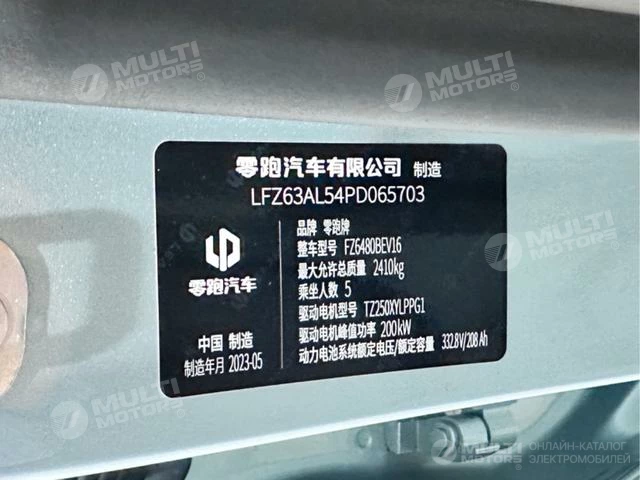 MULTI
MOTORS
MULTI
MOTORS
零跑汽车有限公司 制造
LFZ63AL54PD065703
品牌 零跑牌
整车型号 FZ6480BEV16
最大允许总质量 2410kg
乘坐人数 5
驱动电机型号 TZ250XYLPPG1
驱动电机峰值功率 200kW
动力电池系统额定电压/额定容量 332.8V/208 Ah
零跑汽车
中国 制造
制造年月 2023-05
MULTI
MOTORS
MULTI
MOTORS
MULTI
MOTORS
ОНЛАЙН-КАТАЛОГ
ЭЛЕКТРОМОБИЛЕЙ